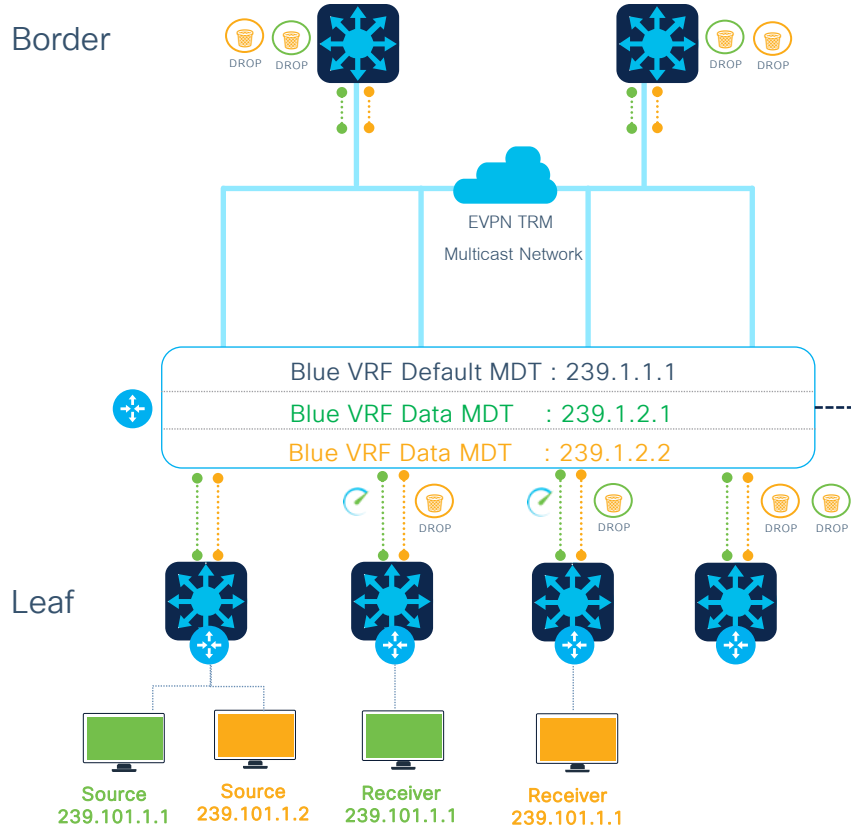 Border
DROP
DROP
DROP
DROP
EVPN TRM
Multicast Network
Blue VRF Default MDT : 239.1.1.1
Blue VRF Data MDT : 239.1.2.1
Blue VRF Data MDT : 239.1.2.2
DROP
DROP
DROP
DROP
Leaf
Source
239.101.1.1
Source
239.101.1.2
Receiver
239.101.1.1
Receiver
239.101.1.1